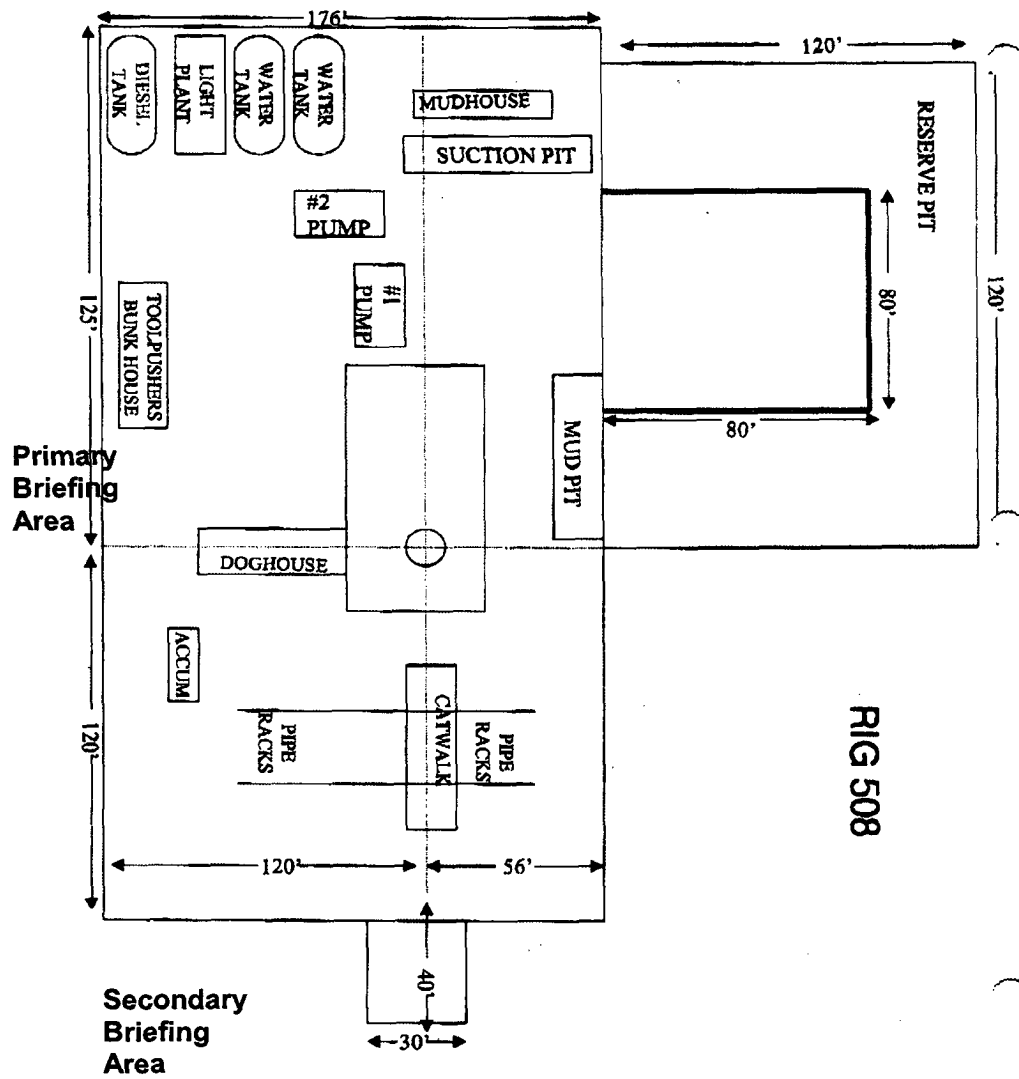 176'
120'
DIESEL
TANK
LIGHT
PLANT
WATER
TANK
WATER
TANK
MUDHOUSE
SUCTION PIT
RESERVE PIT
#2
PUMP
#1
PUMP
125'
TOOLPUSHERS
BUNK HOUSE
80'
120'
80'
MUD PIT
Primary
Briefing
Area
DOGHOUSE
ACCUM
120'
PIPE
RACKS
CATWALK
PIPE
RACKS
RIG 508
120'
56'
40'
30'
Secondary
Briefing
Area